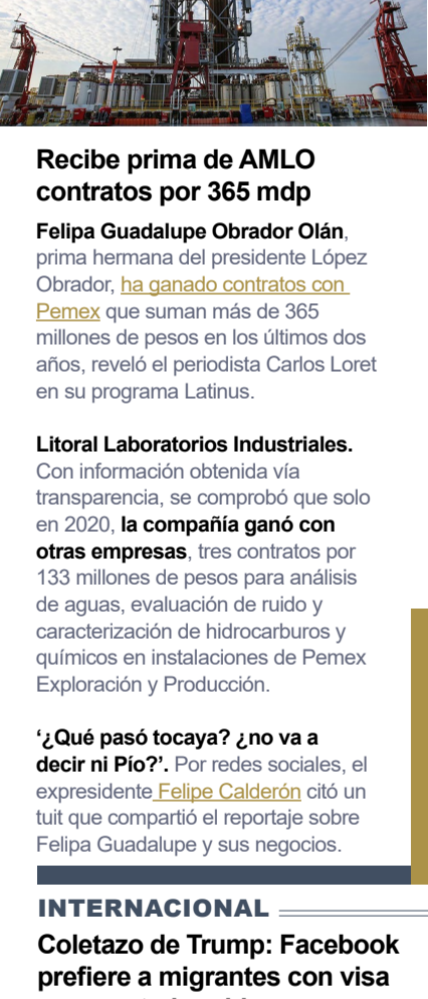 Recibe prima de AMLO
contratos por 365 mdp
Felipa Guadalupe Obrador Olán,
prima hermana del presidente López
Obrador, ha ganado contratos con
Pemex que suman más de 365
millones de pesos en los últimos dos
años, reveló el periodista Carlos Loret
en su programa Latinus.
Litoral Laboratorios Industriales.
Con información obtenida vía
transparencia, se comprobó que solo
en 2020, la compañía ganó con
otras empresas, tres contratos por
133 millones de pesos para análisis
de aguas, evaluación de ruido y
caracterización de hidrocarburos y
químicos en instalaciones de Pemex
Exploración y Producción.
‘¿Qué pasó tocaya? ¿no va a
decir ni Pío?’. Por redes sociales, el
expresidente Felipe Calderón citó un
tuit que compartió el reportaje sobre
Felipa Guadalupe y sus negocios.
INTERNACIONAL
Coletazo de Trump: Facebook
prefiere a migrantes con visa